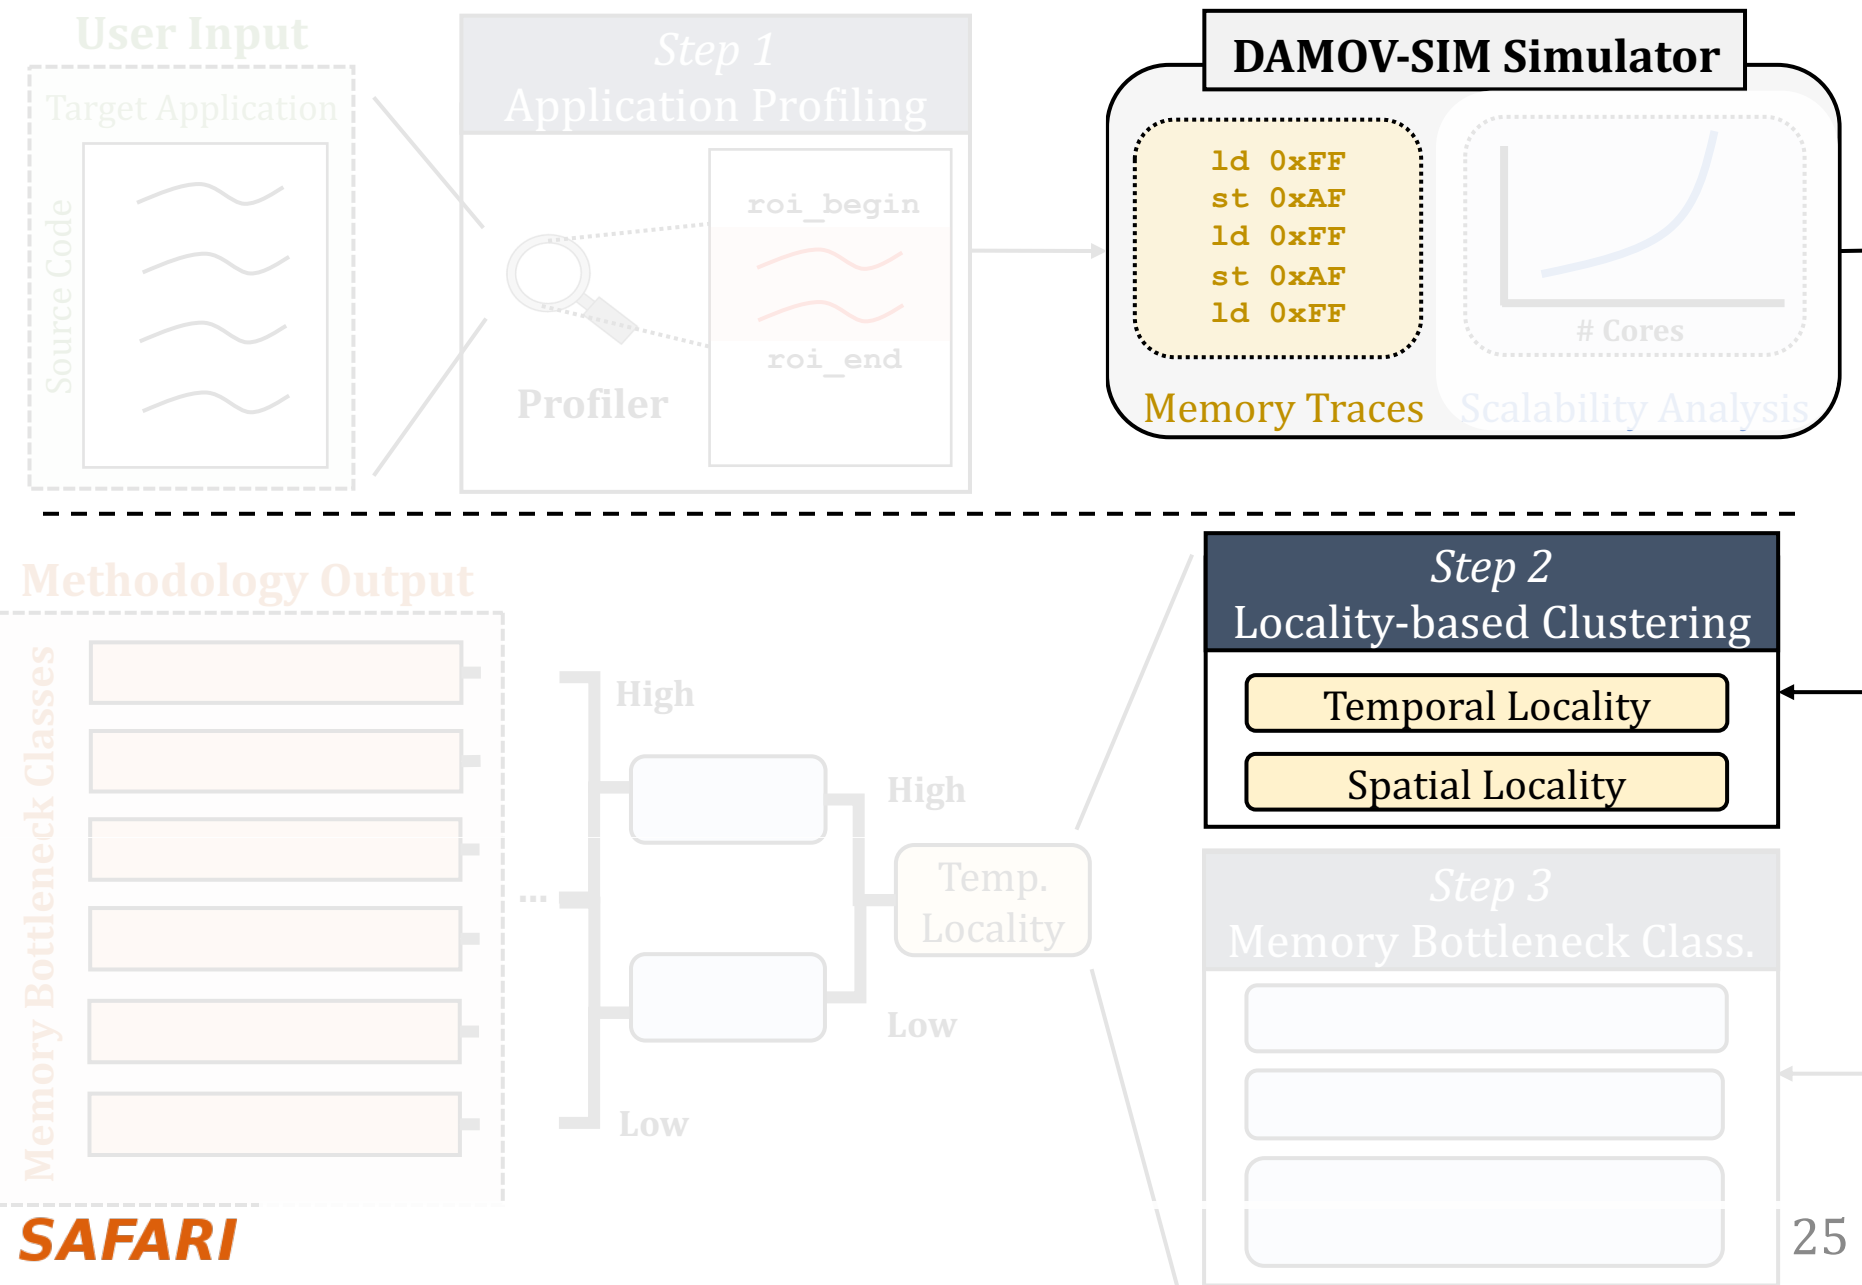 User Input
Target Application
Source Code
Step 1
Application Profiling
roi_begin
roi_end
Profiler
DAMOV-SIM Simulator
ld 0xFF
st 0xAF
ld 0xFF
st 0xAF
ld 0xFF
Memory Traces
# Cores
Scalability Analysis
Methodology Output
Memory Bottleneck Classes
...
High
Low
High
Low
Temp.
Locality
Step 2
Locality-based Clustering
Temporal Locality
Spatial Locality
Step 3
Memory Bottleneck Class.
SAFARI
25